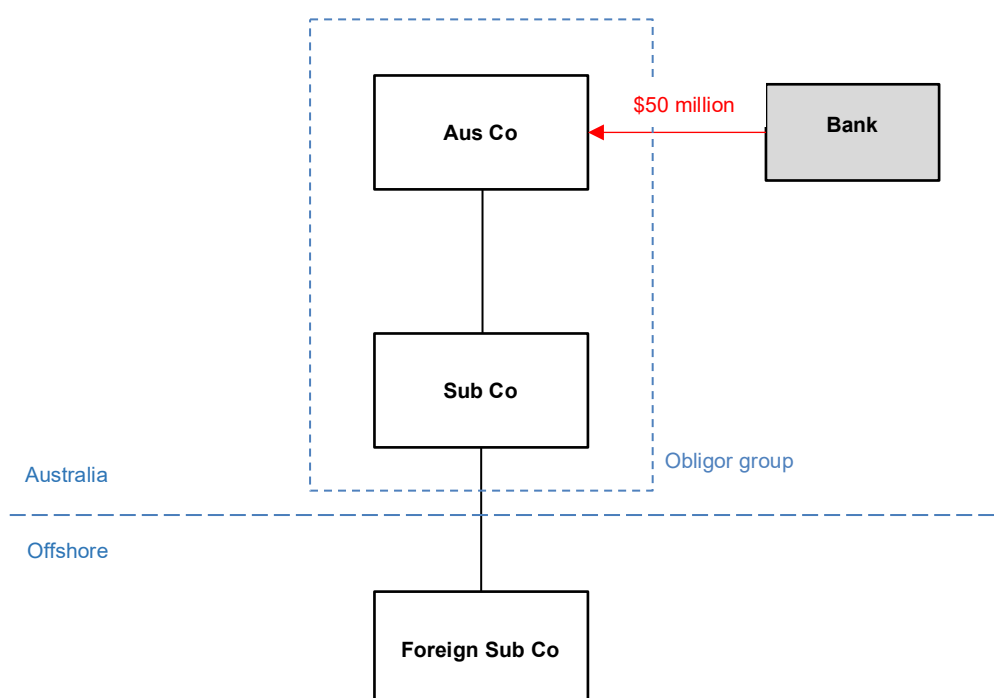 $50 million
Bank
Aus Co
Sub Co
Obligor group
Australia
Offshore
Foreign Sub Co